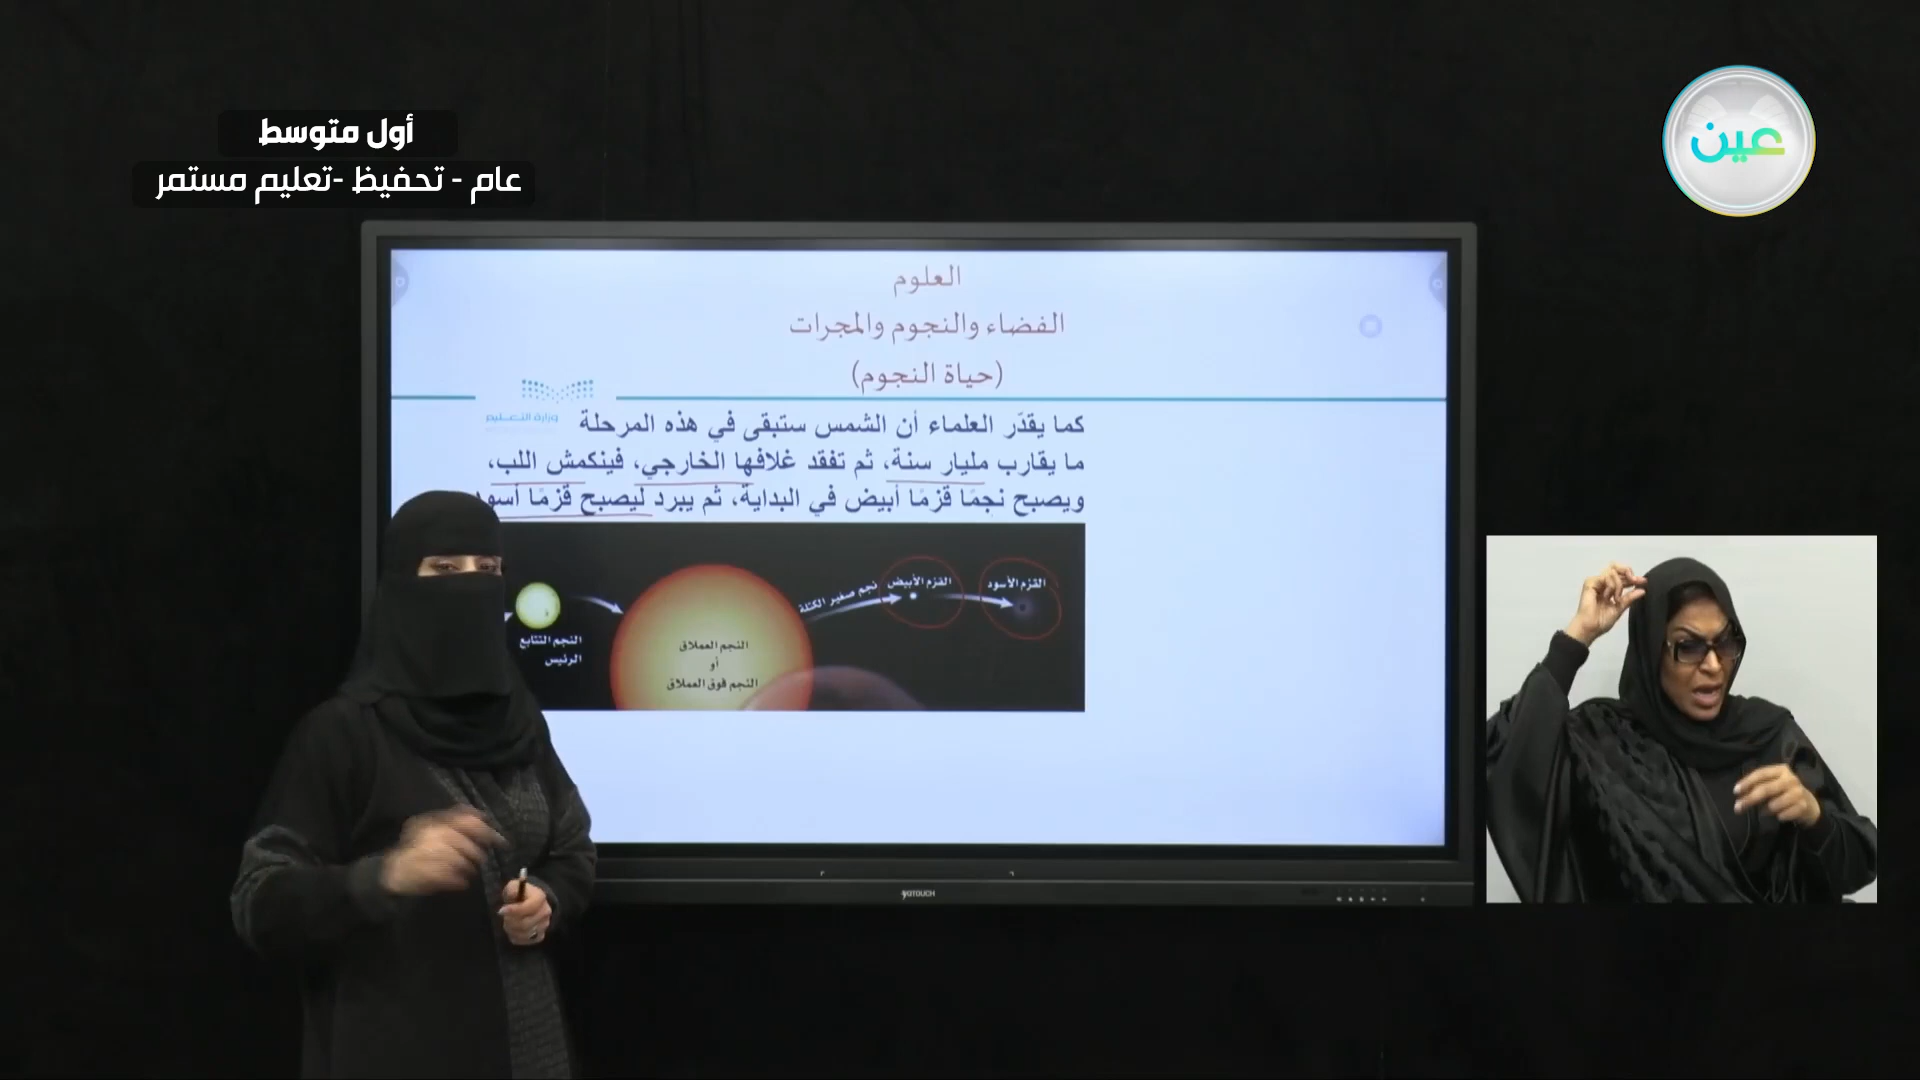 أول متوسط
عام - تحفيظ -تعليم مستمر
عين
العلوم
الفضاء والنجوم والمجرات
(حياة النجوم)
وزارة التعليم
كما يقدّر العلماء أن الشمس ستبقى في هذه المرحلة
ما يقارب مليار سنة، ثم تفقد غلافها الخارجي، فينكمش اللب،
ويصبح نجمًا قزمًا أبيض في البداية، ثم يبرد ليصبح قزمًا أسود
القزم الأسود
القزم الأبيض
نجم صغير الكتلة
النجم العملاق
أو
النجم فوق العملاق
النجم التتابع
الرئيس
YOTOUCH